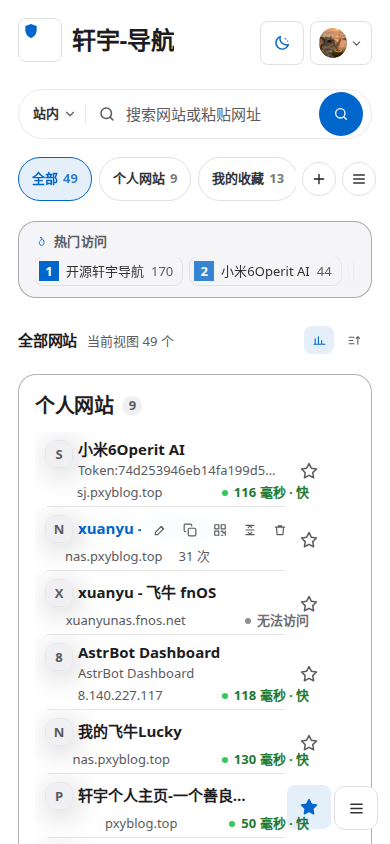 轩宇-导航
站内 搜索网站或粘贴网址
全部 49 个人网站 9 我的收藏 13
热门访问
1 开源轩宇导航 170 2 小米6Operit AI 44
全部网站 当前视图 49 个
个人网站 9
S 小米6Operit AI
Token:74d253946eb14fa199d5...
sj.pxyblog.top 116 毫秒 · 快
N xuanyu -
nas.pxyblog.top 31 次
X xuanyu - 飞牛 fnOS
xuanyunas.fnos.net 无法访问
8 AstrBot Dashboard
AstrBot Dashboard
8.140.227.117 118 毫秒 · 快
N 我的飞牛Lucky
nas.pxyblog.top 130 毫秒 · 快
P 轩宇个人主页-一个善良...
pxyblog.top 50 毫秒 · 快